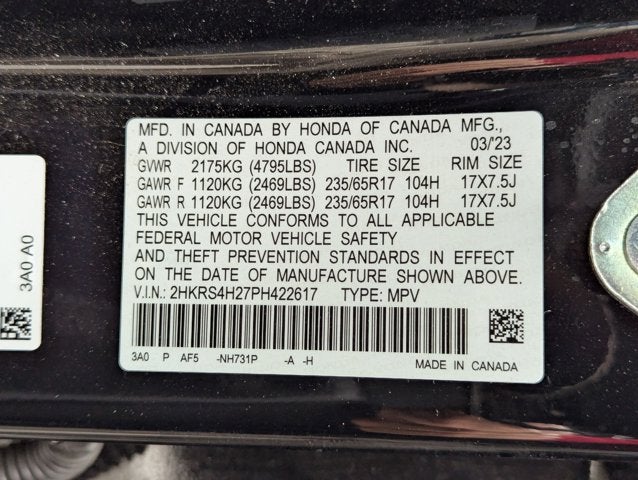 MFD. IN CANADA BY HONDA OF CANADA MFG.,
A DIVISION OF HONDA CANADA INC. 03/'23
GVWR 2175KG (4795LBS) TIRE SIZE RIM SIZE
GAWR F 1120KG (2469LBS) 235/65R17 104H 17X7.5J
GAWR R 1120KG (2469LBS) 235/65R17 104H 17X7.5J
THIS VEHICLE CONFORMS TO ALL APPLICABLE
FEDERAL MOTOR VEHICLE SAFETY
AND THEFT PREVENTION STANDARDS IN EFFECT
ON THE DATE OF MANUFACTURE SHOWN ABOVE.
V.I.N.: 2HKRS4H27PH422617 TYPE: MPV
3A0 P AF5 -NH731P -A -H MADE IN CANADA
3A0 A0